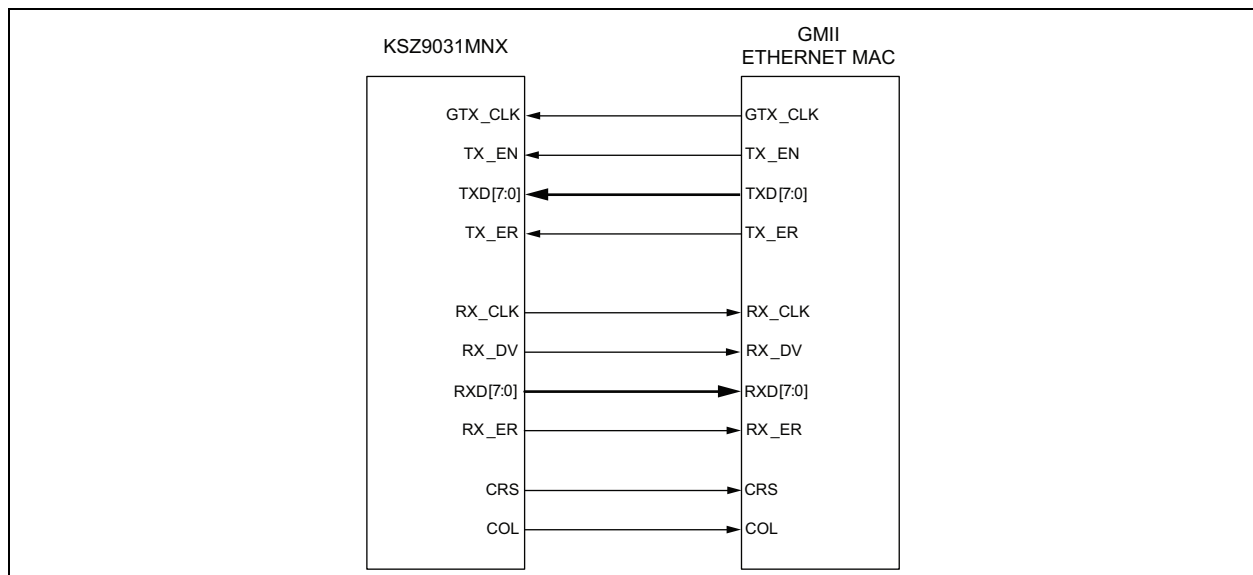 KSZ9031MNX
GMII
ETHERNET MAC
GTX_CLK GTX_CLK
TX_EN TX_EN
TXD[7:0] TXD[7:0]
TX_ER TX_ER
RX_CLK RX_CLK
RX_DV RX_DV
RXD[7:0] RXD[7:0]
RX_ER RX_ER
CRS CRS
COL COL